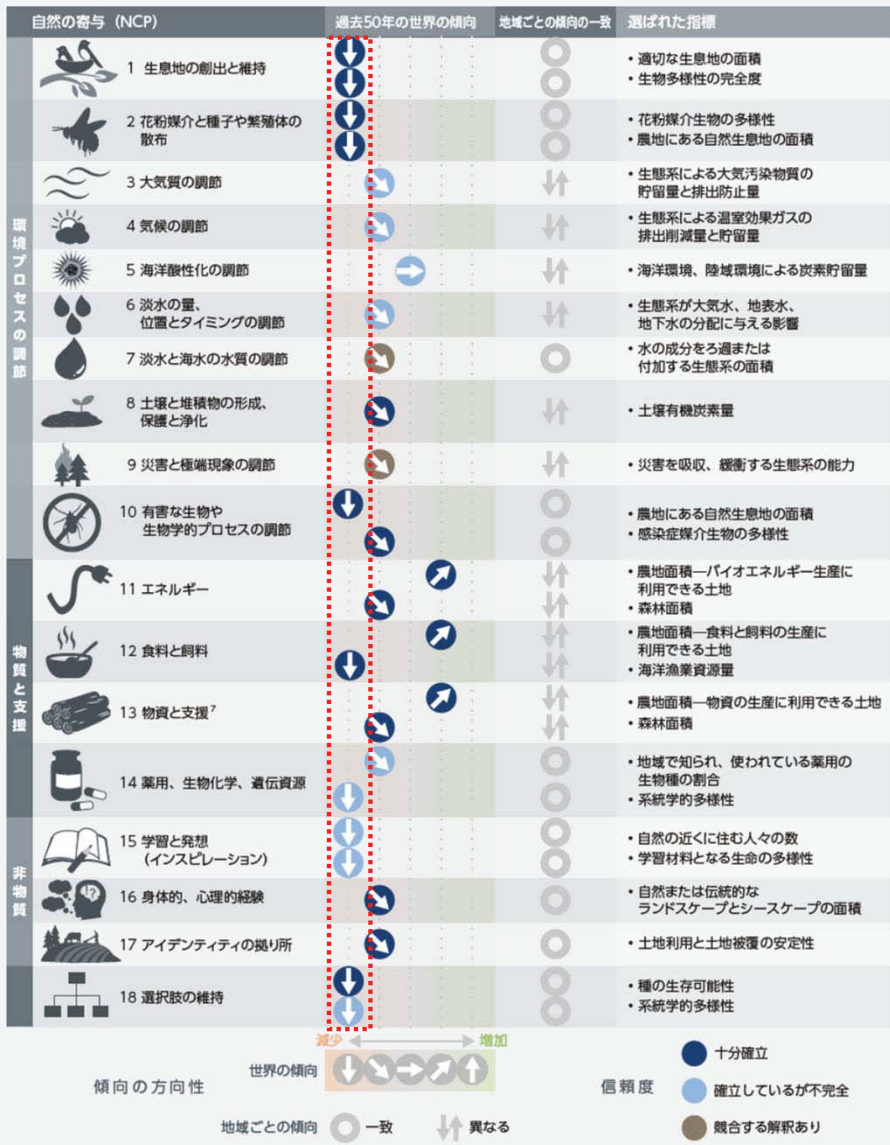 自然の寄与（NCP） 過去50年の世界の傾向 地域ごとの傾向の一致 選ばれた指標
環境プロセスの調節
1 生息地の創出と維持
・適切な生息地の面積
・生物多様性の完全度
2 花粉媒介と種子や繁殖体の
散布
・花粉媒介生物の多様性
・農地にある自然生息地の面積
3 大気質の調節
・生態系による大気汚染物質の
貯留量と排出防止量
4 気候の調節
・生態系による温室効果ガスの
排出削減量と貯留量
5 海洋酸性化の調節
・海洋環境、陸域環境による炭素貯留量
6 淡水の量、
位置とタイミングの調節
・生態系が大気水、地表水、
地下水の分配に与える影響
7 淡水と海水の水質の調節
・水の成分をろ過または
付加する生態系の面積
8 土壌と堆積物の形成、
保護と浄化
・土壌有機炭素量
9 災害と極端現象の調節
・災害を吸収、緩衝する生態系の能力
10 有害な生物や
生物学的プロセスの調節
・農地にある自然生息地の面積
・感染症媒介生物の多様性
物質と支援
11 エネルギー
・農地面積―バイオエネルギー生産に
利用できる土地
・森林面積
12 食料と飼料
・農地面積―食料と飼料の生産に
利用できる土地
・海洋漁業資源量
13 物資と支援7
・農地面積―物資の生産に利用できる土地
・森林面積
14 薬用、生物化学、遺伝資源
・地域で知られ、使われている薬用の
生物種の割合
・系統学的多様性
非物質
15 学習と発想
(インスピレーション)
・自然の近くに住む人々の数
・学習材料となる生命の多様性
16 身体的、心理的経験
・自然または伝統的な
ランドスケープとシースケープの面積
17 アイデンティティの拠り所
・土地利用と土地被覆の安定性
18 選択肢の維持
・種の生存可能性
・系統学的多様性
減少 増加
傾向の方向性
世界の傾向
地域ごとの傾向 一致 異なる
信頼度
十分確立
確立しているが不完全
競合する解釈あり